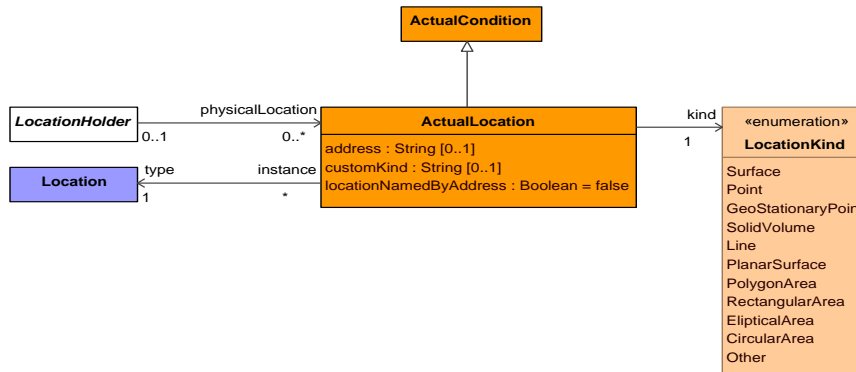 ActualCondition
LocationHolder
physicalLocation
0..1
0..*
ActualLocation
address : String [0..1]
customKind : String [0..1]
locationNamedByAddress : Boolean = false
kind
1
Location
type
instance
1
*
«enumeration»
LocationKind
Surface
Point
GeoStationaryPoint
SolidVolume
Line
PlanarSurface
PolygonArea
RectangularArea
ElipticalArea
CircularArea
Other